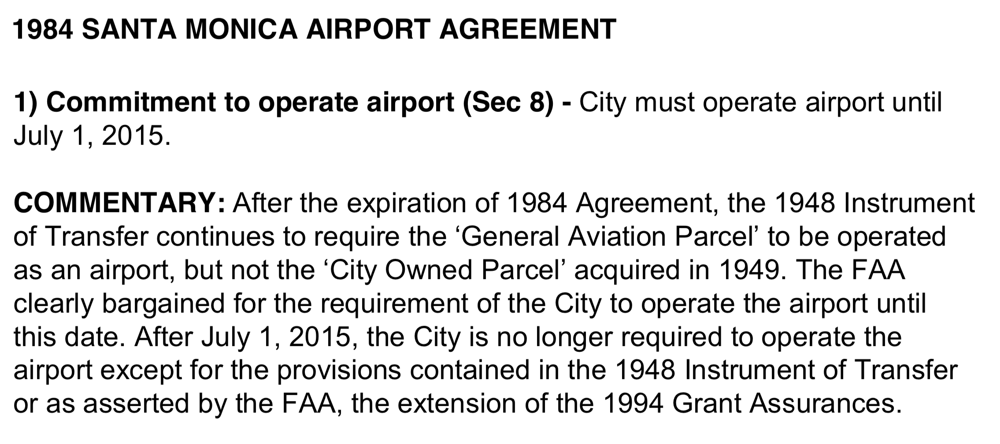 1984 SANTA MONICA AIRPORT AGREEMENT
1) Commitment to operate airport (Sec 8) - City must operate airport until
July 1, 2015.
COMMENTARY: After the expiration of 1984 Agreement, the 1948 Instrument
of Transfer continues to require the ‘General Aviation Parcel’ to be operated
as an airport, but not the ‘City Owned Parcel’ acquired in 1949. The FAA
clearly bargained for the requirement of the City to operate the airport until
this date. After July 1, 2015, the City is no longer required to operate the
airport except for the provisions contained in the 1948 Instrument of Transfer
or as asserted by the FAA, the extension of the 1994 Grant Assurances.